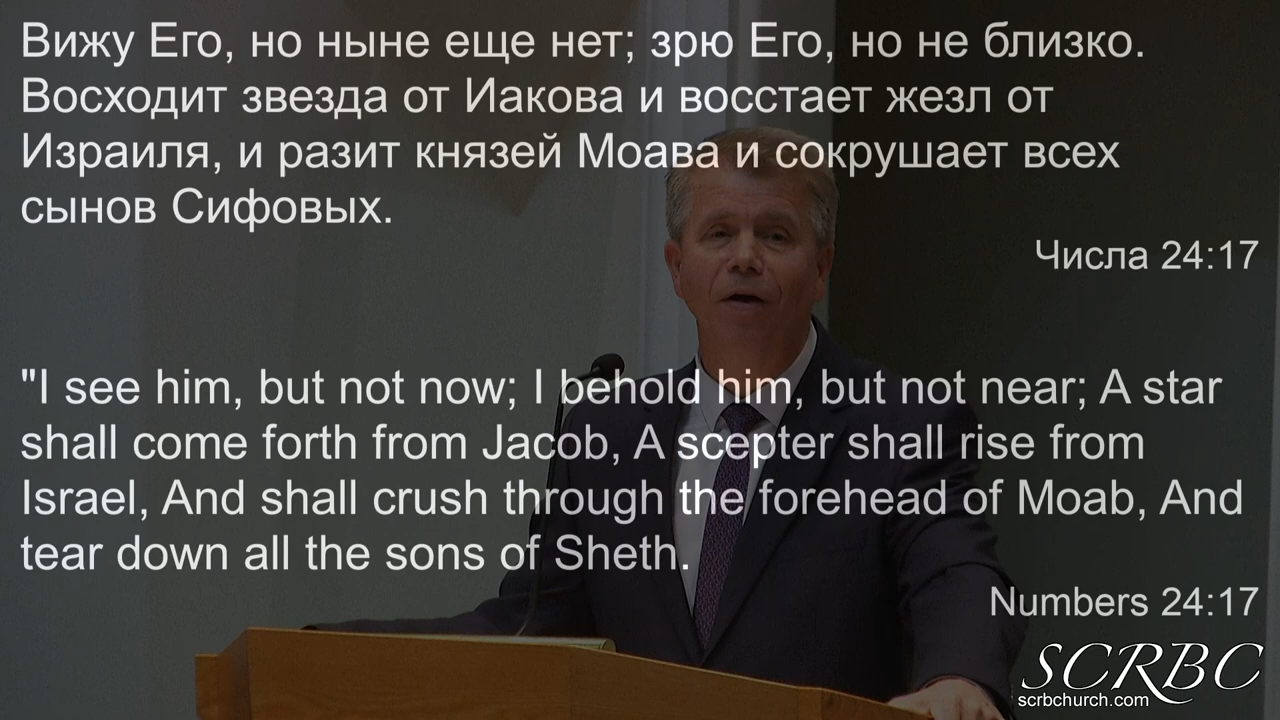 Вижу Его, но ныне еще нет; зрю Его, но не близко.
Восходит звезда от Иакова и восстает жезл от
Израиля, и разит князей Моава и сокрушает всех
сынов Сифовых.
Числа 24:17
"I see him, but not now; I behold him, but not near; A star
shall come forth from Jacob, A scepter shall rise from
Israel, And shall crush through the forehead of Moab, And
tear down all the sons of Sheth.
Numbers 24:17
SCRBC
scrbchurch.com